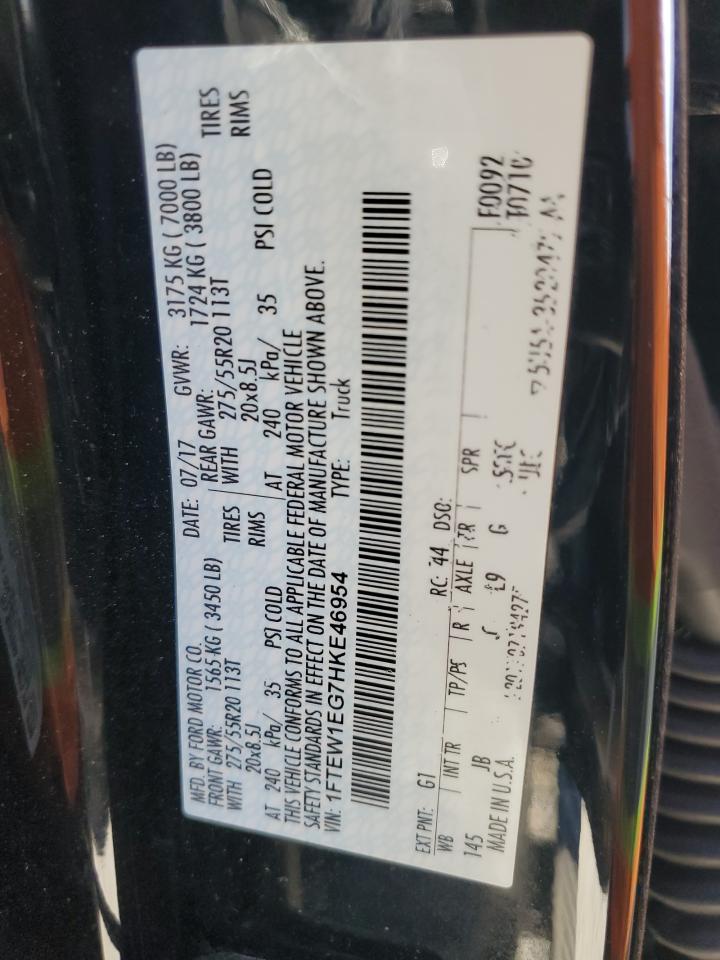 MFD. BY FORD MOTOR CO.
DATE: 07/17 GVWR: 3175 KG ( 7000 LB)
FRONT GAWR: 1565 KG ( 3450 LB) REAR GAWR: 1724 KG ( 3800 LB)
WITH 275/55R20 113T TIRES WITH 275/55R20 113T TIRES
20x8.5J RIMS 20x8.5J RIMS
AT 240 kPa/ 35 PSI COLD AT 240 kPa/ 35 PSI COLD
THIS VEHICLE CONFORMS TO ALL APPLICABLE FEDERAL MOTOR VEHICLE
SAFETY STANDARDS IN EFFECT ON THE DATE OF MANUFACTURE SHOWN ABOVE.
VIN: 1FTEW1EG7HKE46954 TYPE: Truck
F0092
EXT PNT: G1 RC: 44 DSO:
WB INT TR TP/PS R AXLE TR SPR
145 JB L9 G
MADE IN U.S.A.